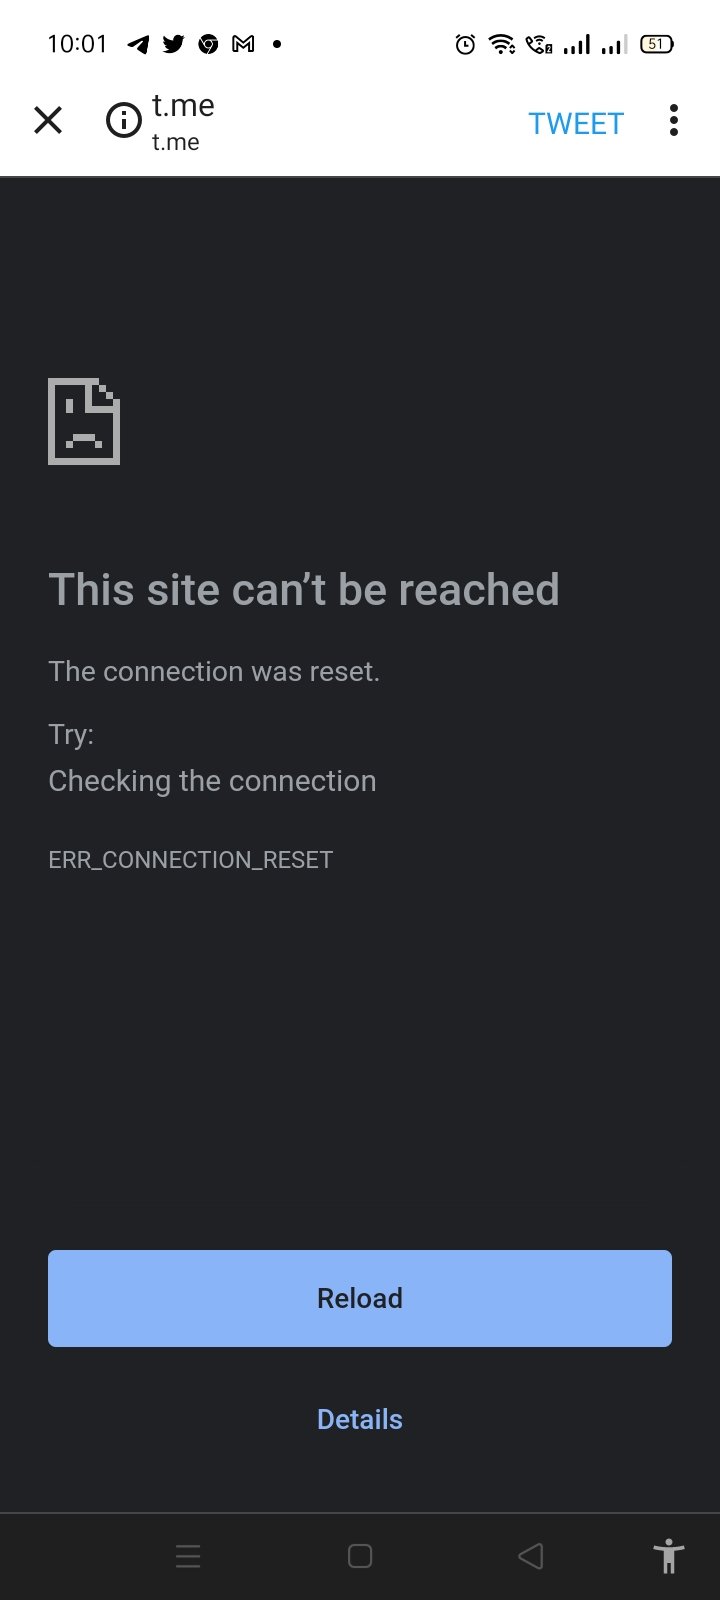 10:01
51
t.me
t.me
TWEET
This site can’t be reached
The connection was reset.
Try:
Checking the connection
ERR_CONNECTION_RESET
Reload
Details